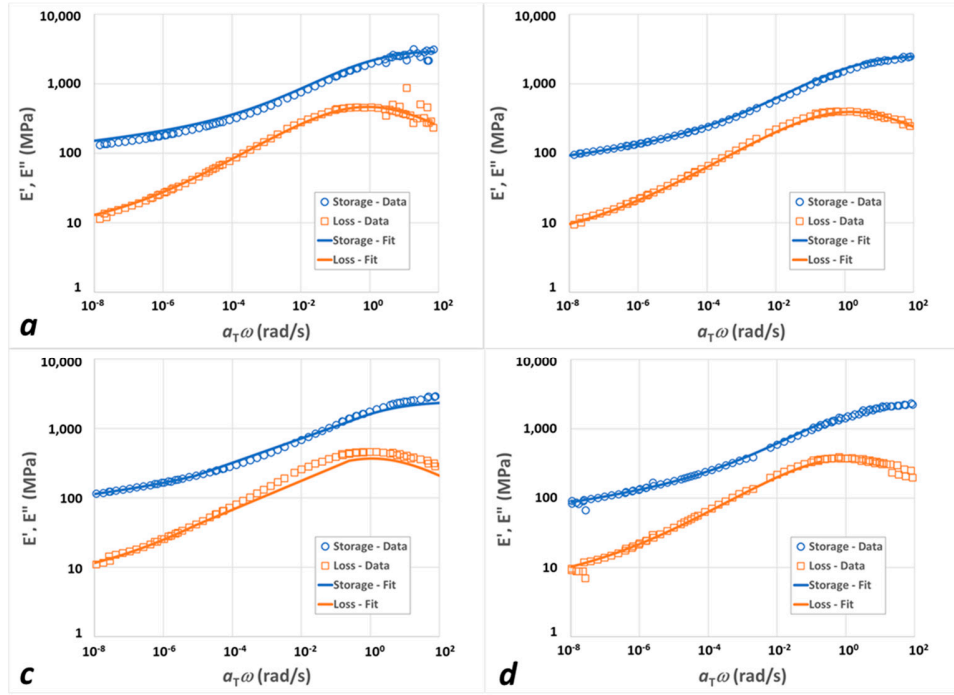 10,000
1,000
100
10
1
E', E'' (MPa)
Storage - Data
Loss - Data
Storage - Fit
Loss - Fit
10⁻⁸ 10⁻⁶ 10⁻⁴ 10⁻² 10⁰ 10²
a_Tω (rad/s)
a
10,000
1,000
100
10
1
E', E'' (MPa)
Storage - Data
Loss - Data
Storage - Fit
Loss - Fit
10⁻⁸ 10⁻⁶ 10⁻⁴ 10⁻² 10⁰ 10²
a_Tω (rad/s)
10,000
1,000
100
10
1
E', E'' (MPa)
Storage - Data
Loss - Data
Storage - Fit
Loss - Fit
10⁻⁸ 10⁻⁶ 10⁻⁴ 10⁻² 10⁰ 10²
a_Tω (rad/s)
c
10,000
1,000
100
10
1
E', E'' (MPa)
Storage - Data
Loss - Data
Storage - Fit
Loss - Fit
10⁻⁸ 10⁻⁶ 10⁻⁴ 10⁻² 10⁰ 10²
a_Tω (rad/s)
d